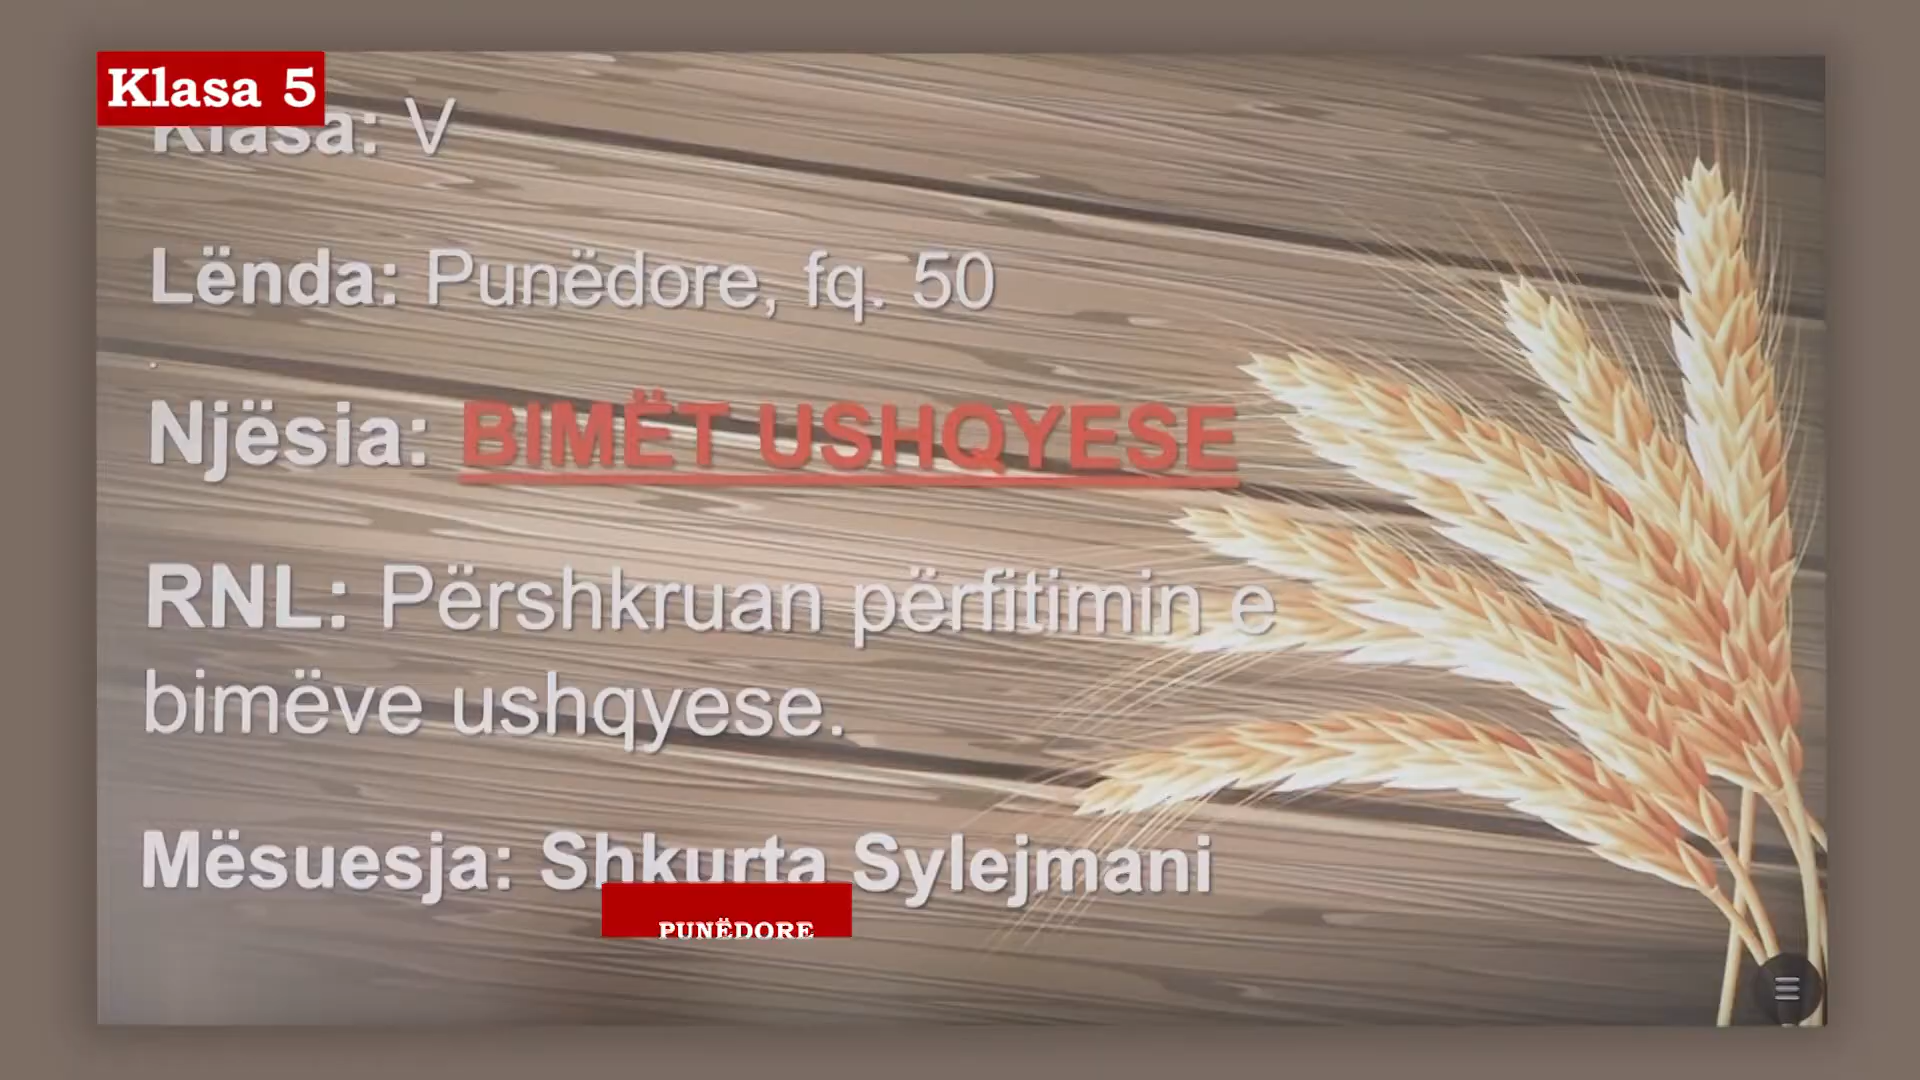 Klasa 5
Klasa: V
Lënda: Punëdore, fq. 50
Njësia: BIMËT USHQYESE
RNL: Përshkruan përfitimin e
bimëve ushqyese.
Mësuesja: Shkurta Sylejmani
PUNËDORE